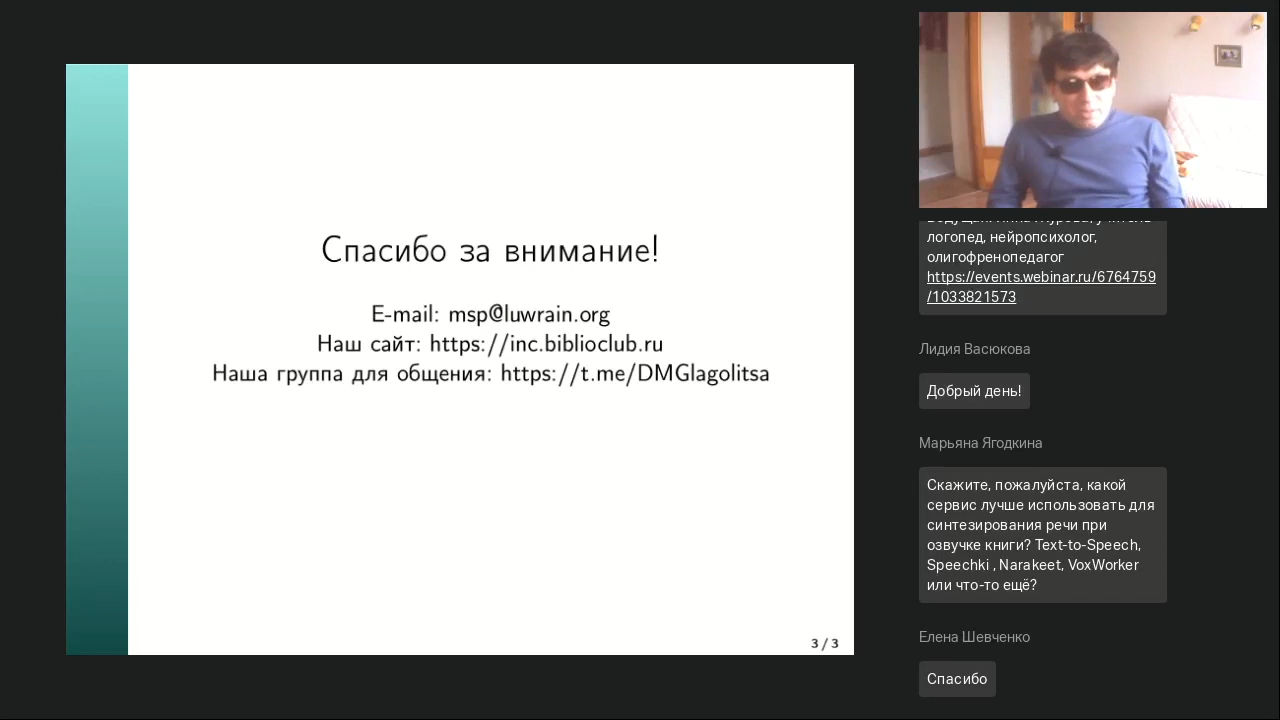 Спасибо за внимание!
E-mail: msp@luwrain.org
Наш сайт: https://inc.biblioclub.ru
Наша группа для общения: https://t.me/DMGlagolitsa
3 / 3
логопед, нейропсихолог,
олигофренопедагог
https://events.webinar.ru/6764759
/1033821573
Лидия Васюкова
Добрый день!
Марьяна Ягодкина
Скажите, пожалуйста, какой
сервис лучше использовать для
синтезирования речи при
озвучке книги? Text-to-Speech,
Speechki , Narakeet, VoxWorker
или что-то ещё?
Елена Шевченко
Спасибо